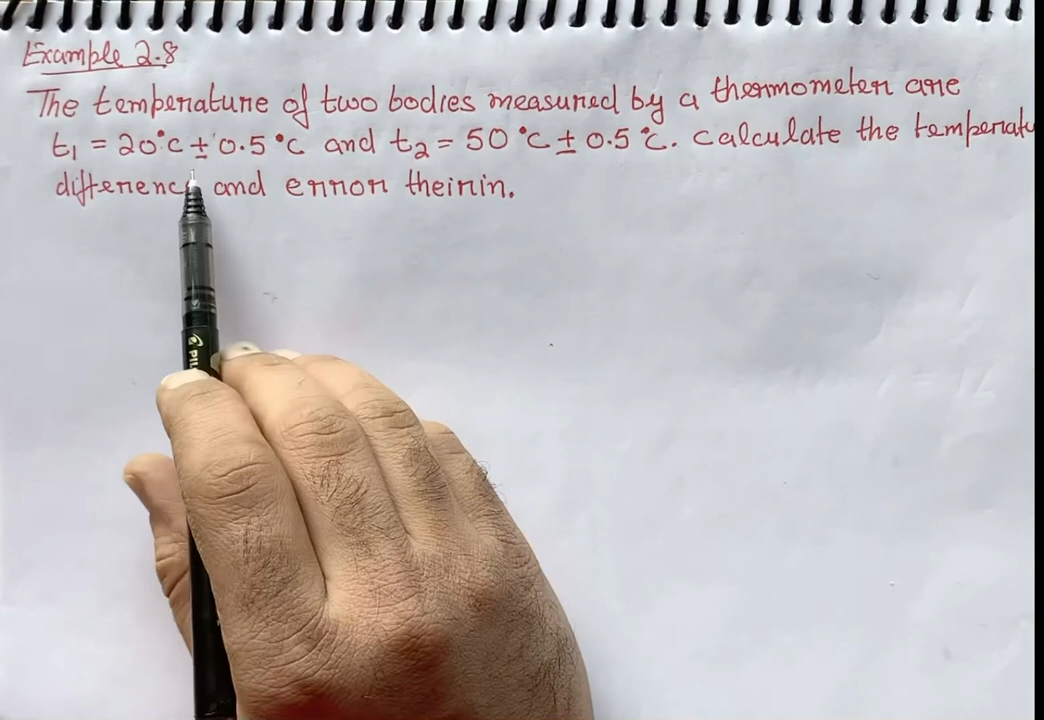 Example 2.8
The temperature of two bodies measured by a thermometer are
t₁ = 20°c ± 0.5 °c and t₂ = 50 °c ± 0.5 °c. calculate the temperatu
difference and error theirin.